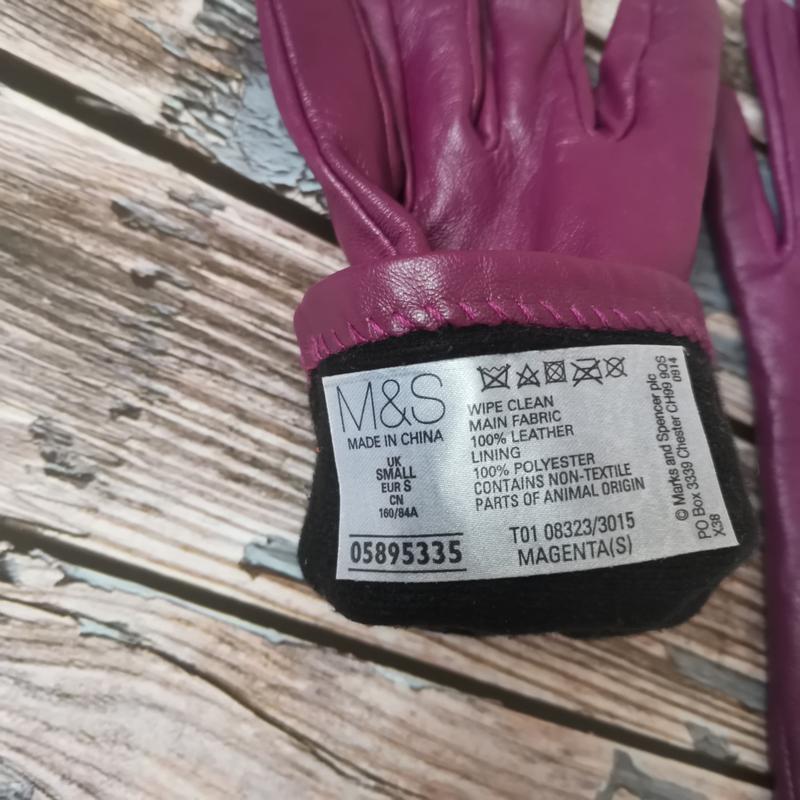 M&S
MADE IN CHINA
UK
SMALL
EUR S
CN
160/84A
05895335
WIPE CLEAN
MAIN FABRIC
100% LEATHER
LINING
100% POLYESTER
CONTAINS NON-TEXTILE
PARTS OF ANIMAL ORIGIN
T01 08323/3015
MAGENTA(S)
© Marks and Spencer plc
PO Box 3339 Chester CH99 9QS
X38 0914